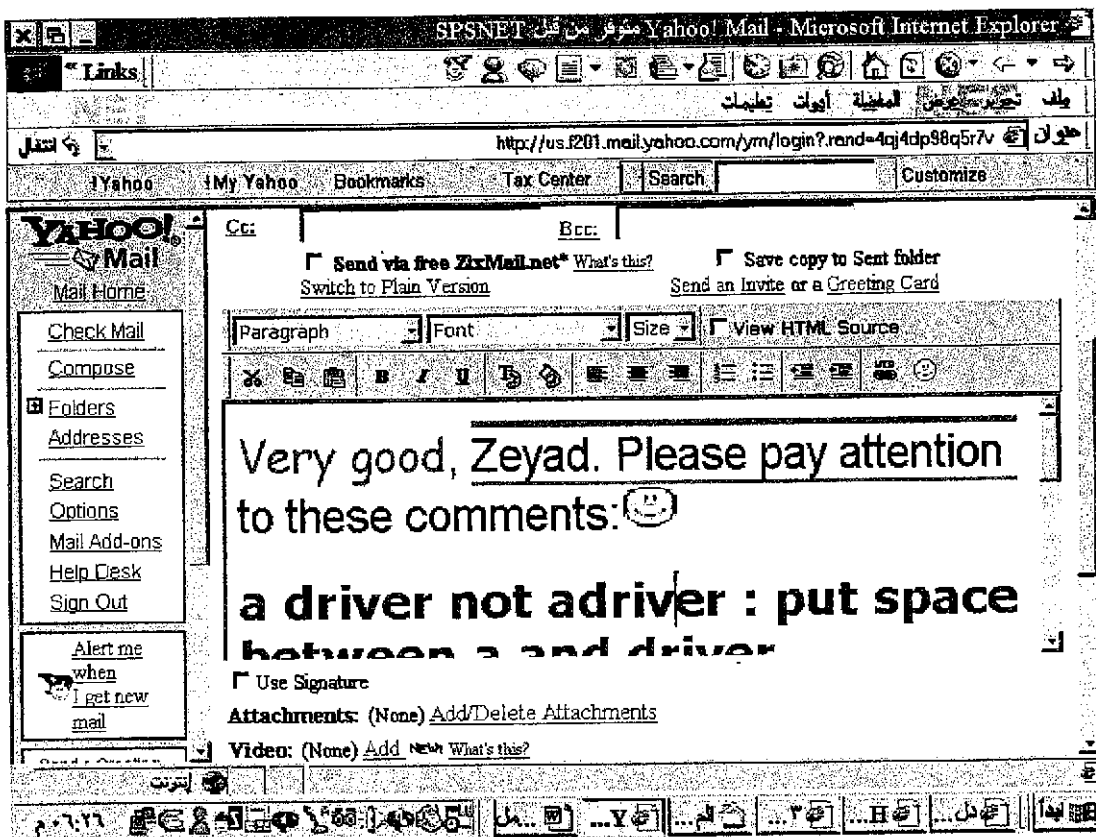 Yahoo! Mail - Microsoft Internet Explorer متوفر من قبل SPSNET
Links
ملف تحرير عرض المفضلة أدوات تعليمات
عنوان http://us.f201.mail.yahoo.com/ym/login?.rand=4qj4dp98q5r7v انتقال
!Yahoo !My Yahoo Bookmarks Tax Center Search Customize
YAHOO! Mail
Mail Home
Check Mail
Compose
Folders
Addresses
Search
Options
Mail Add-ons
Help Desk
Sign Out
Alert me
when
I get new
mail
Cc: Bcc:
Send via free ZixMail.net* What's this? Save copy to Sent folder
Switch to Plain Version Send an Invite or a Greeting Card
Paragraph Font Size View HTML Source
B I U
Very good, Zeyad. Please pay attention
to these comments:
a driver not adriver : put space
between a and driver
Use Signature
Attachments: (None) Add/Delete Attachments
Video: (None) Add New What's this?
إنترنت
ابدأ
٠٦:٢٦ م